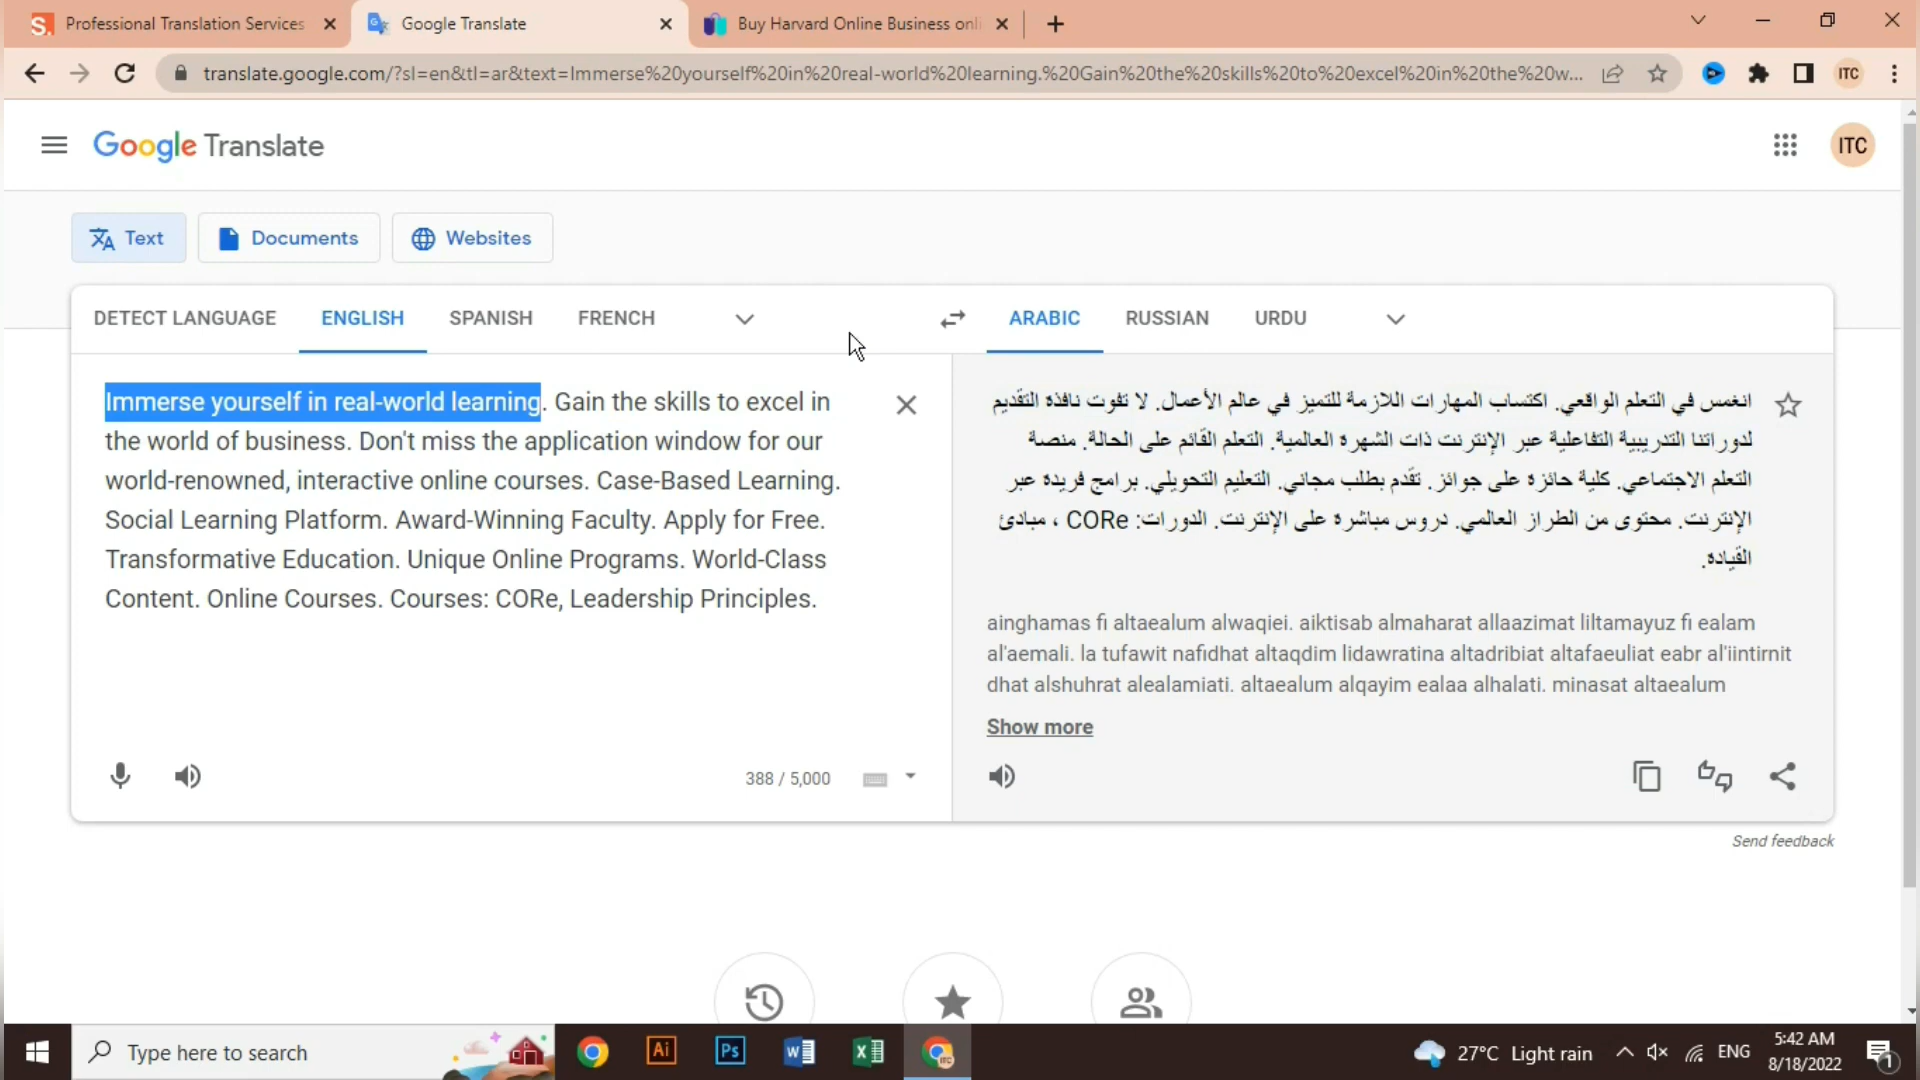 Professional Translation Services
Google Translate
Buy Harvard Online Business onli
translate.google.com/?sl=en&tl=ar&text=Immerse%20yourself%20in%20real-world%20learning.%20Gain%20the%20skills%20to%20excel%20in%20the%20w...
ITC
Google Translate
ITC
Text
Documents
Websites
DETECT LANGUAGE
ENGLISH
SPANISH
FRENCH
ARABIC
RUSSIAN
URDU
Immerse yourself in real-world learning. Gain the skills to excel in
the world of business. Don't miss the application window for our
world-renowned, interactive online courses. Case-Based Learning.
Social Learning Platform. Award-Winning Faculty. Apply for Free.
Transformative Education. Unique Online Programs. World-Class
Content. Online Courses. Courses: CORe, Leadership Principles.
388 / 5,000
انغمس في التعلم الواقعي. اكتساب المهارات اللازمة للتميز في عالم الأعمال. لا تفوت نافذة التقديم
لدوراتنا التدريبية التفاعلية عبر الإنترنت ذات الشهرة العالمية. التعلم القائم على الحالة. منصة
التعلم الاجتماعي. كلية حائزة على جوائز. تقدم بطلب مجاني. التعليم التحويلي. برامج فريدة عبر
الإنترنت. محتوى من الطراز العالمي. دروس مباشرة على الإنترنت. الدورات: CORe ، مبادئ
القيادة.
ainghamas fi altaealum alwaqiei. aiktisab almaharat allaazimat liltamayuz fi ealam
al'aemali. la tufawit nafidhat altaqdim lidawratina altadribiat altafaeuliat eabr al'iintirnit
dhat alshuhrat alealamiati. altaealum alqayim ealaa alhalati. minasat altaealum
Show more
Send feedback
Type here to search
Ai
Ps
27°C Light rain
ENG
5:42 AM
8/18/2022
1